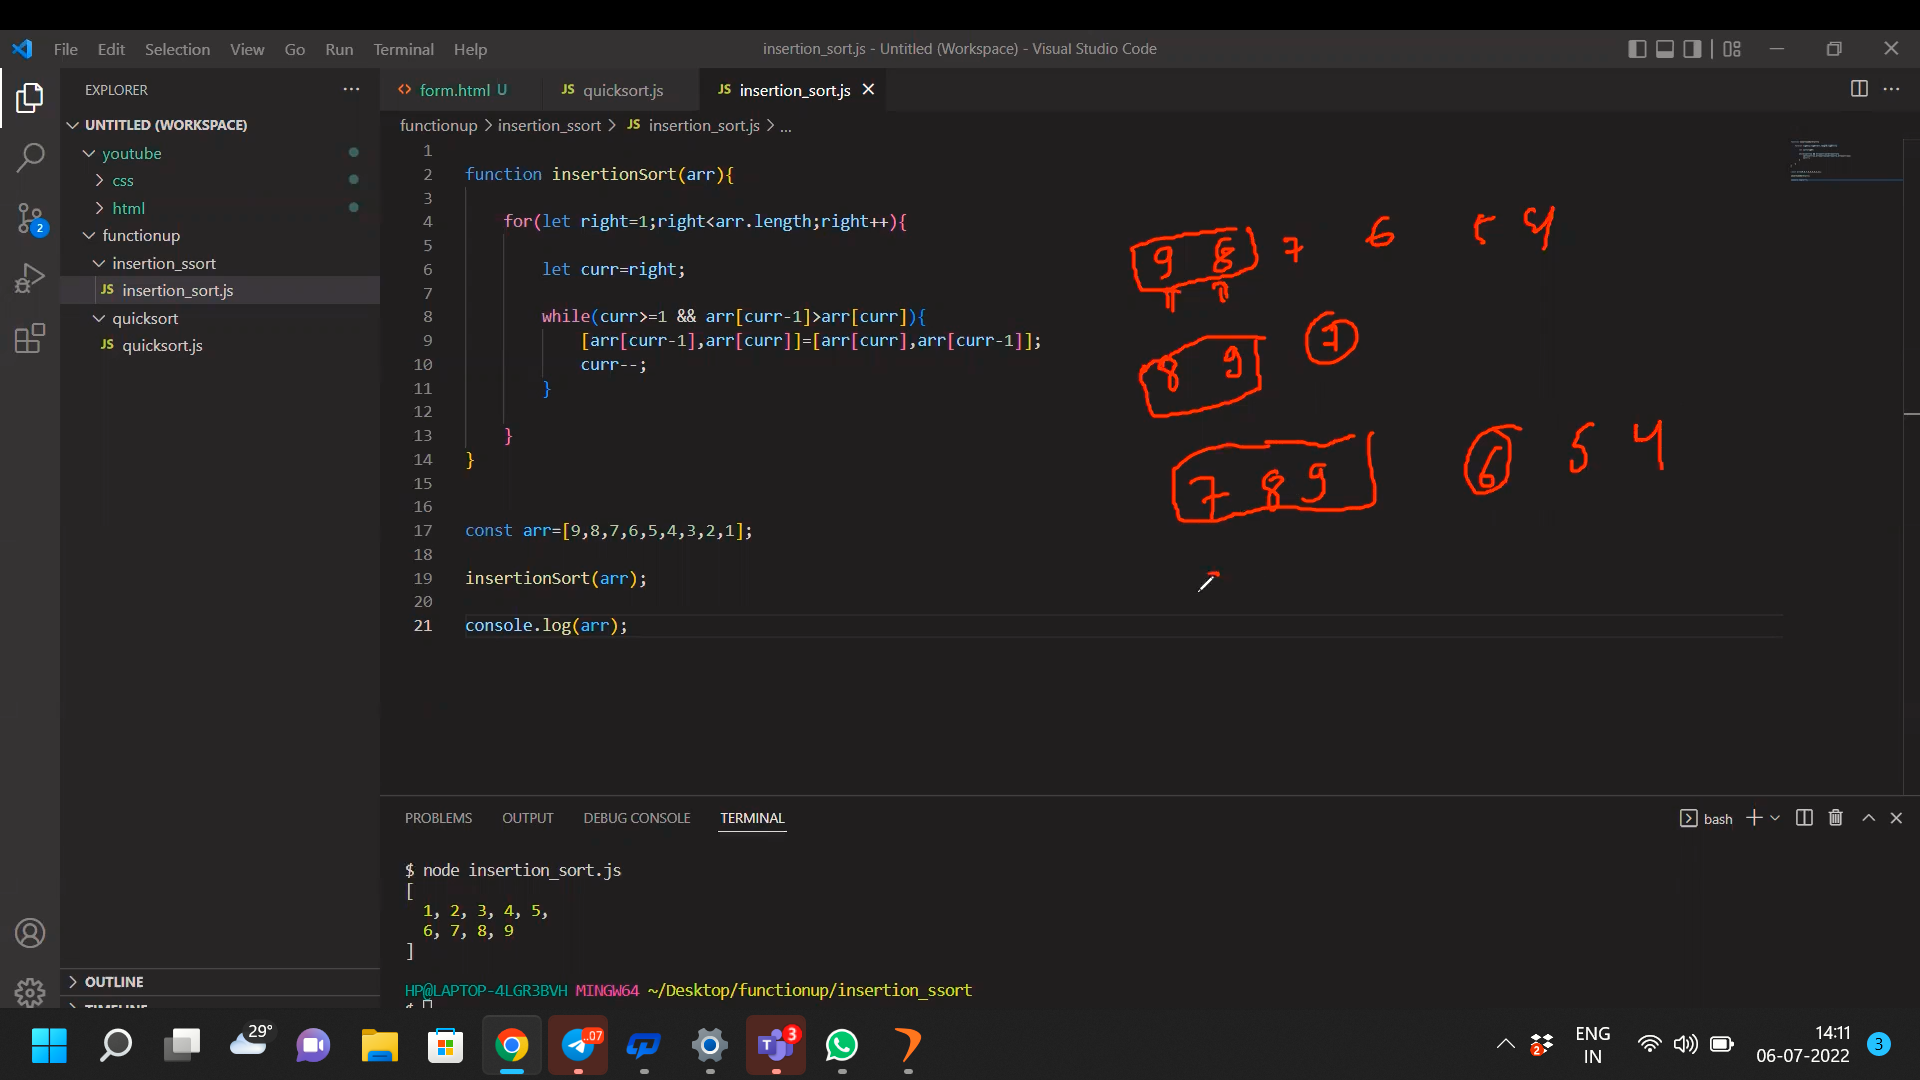 File Edit Selection View Go Run Terminal Help
insertion_sort.js - Untitled (Workspace) - Visual Studio Code
EXPLORER
UNTITLED (WORKSPACE)
youtube
css
html
functionup
insertion_ssort
JS insertion_sort.js
quicksort
JS quicksort.js
OUTLINE
2
form.html U
JS quicksort.js
JS insertion_sort.js
functionup > insertion_ssort > JS insertion_sort.js > ...
1
2 function insertionSort(arr){
3
4 for(let right=1;right<arr.length;right++){
5
6 let curr=right;
7
8 while(curr>=1 && arr[curr-1]>arr[curr]){
9 [arr[curr-1],arr[curr]]=[arr[curr],arr[curr-1]];
10 curr--;
11 }
12
13 }
14 }
15
16
17 const arr=[9,8,7,6,5,4,3,2,1];
18
19 insertionSort(arr);
20
21 console.log(arr);
9 8 7 6 5 4
8 9 7
7 8 9 6 5 4
PROBLEMS OUTPUT DEBUG CONSOLE TERMINAL
bash
$ node insertion_sort.js
[
1, 2, 3, 4, 5,
6, 7, 8, 9
]
HP@LAPTOP-4LGR3BVH MINGW64 ~/Desktop/functionup/insertion_ssort
$
29°
..07
3
2
ENG
IN
14:11
06-07-2022
3